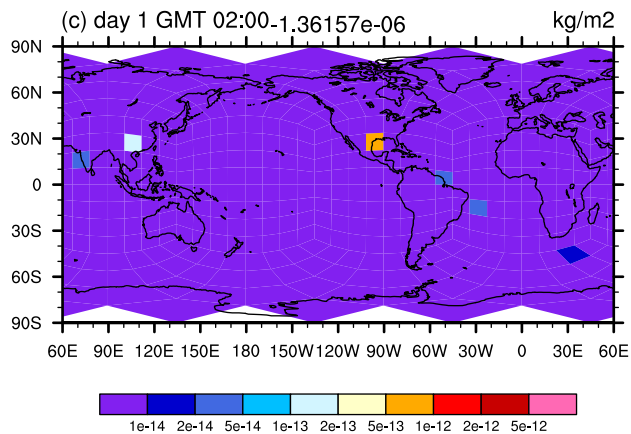 (c) day 1 GMT 02:00-1.36157e-06 kg/m2
90N
60N
30N
0
30S
60S
90S
60E 90E 120E 150E 180 150W 120W 90W 60W 30W 0 30E 60E
1e-14 2e-14 5e-14 1e-13 2e-13 5e-13 1e-12 2e-12 5e-12